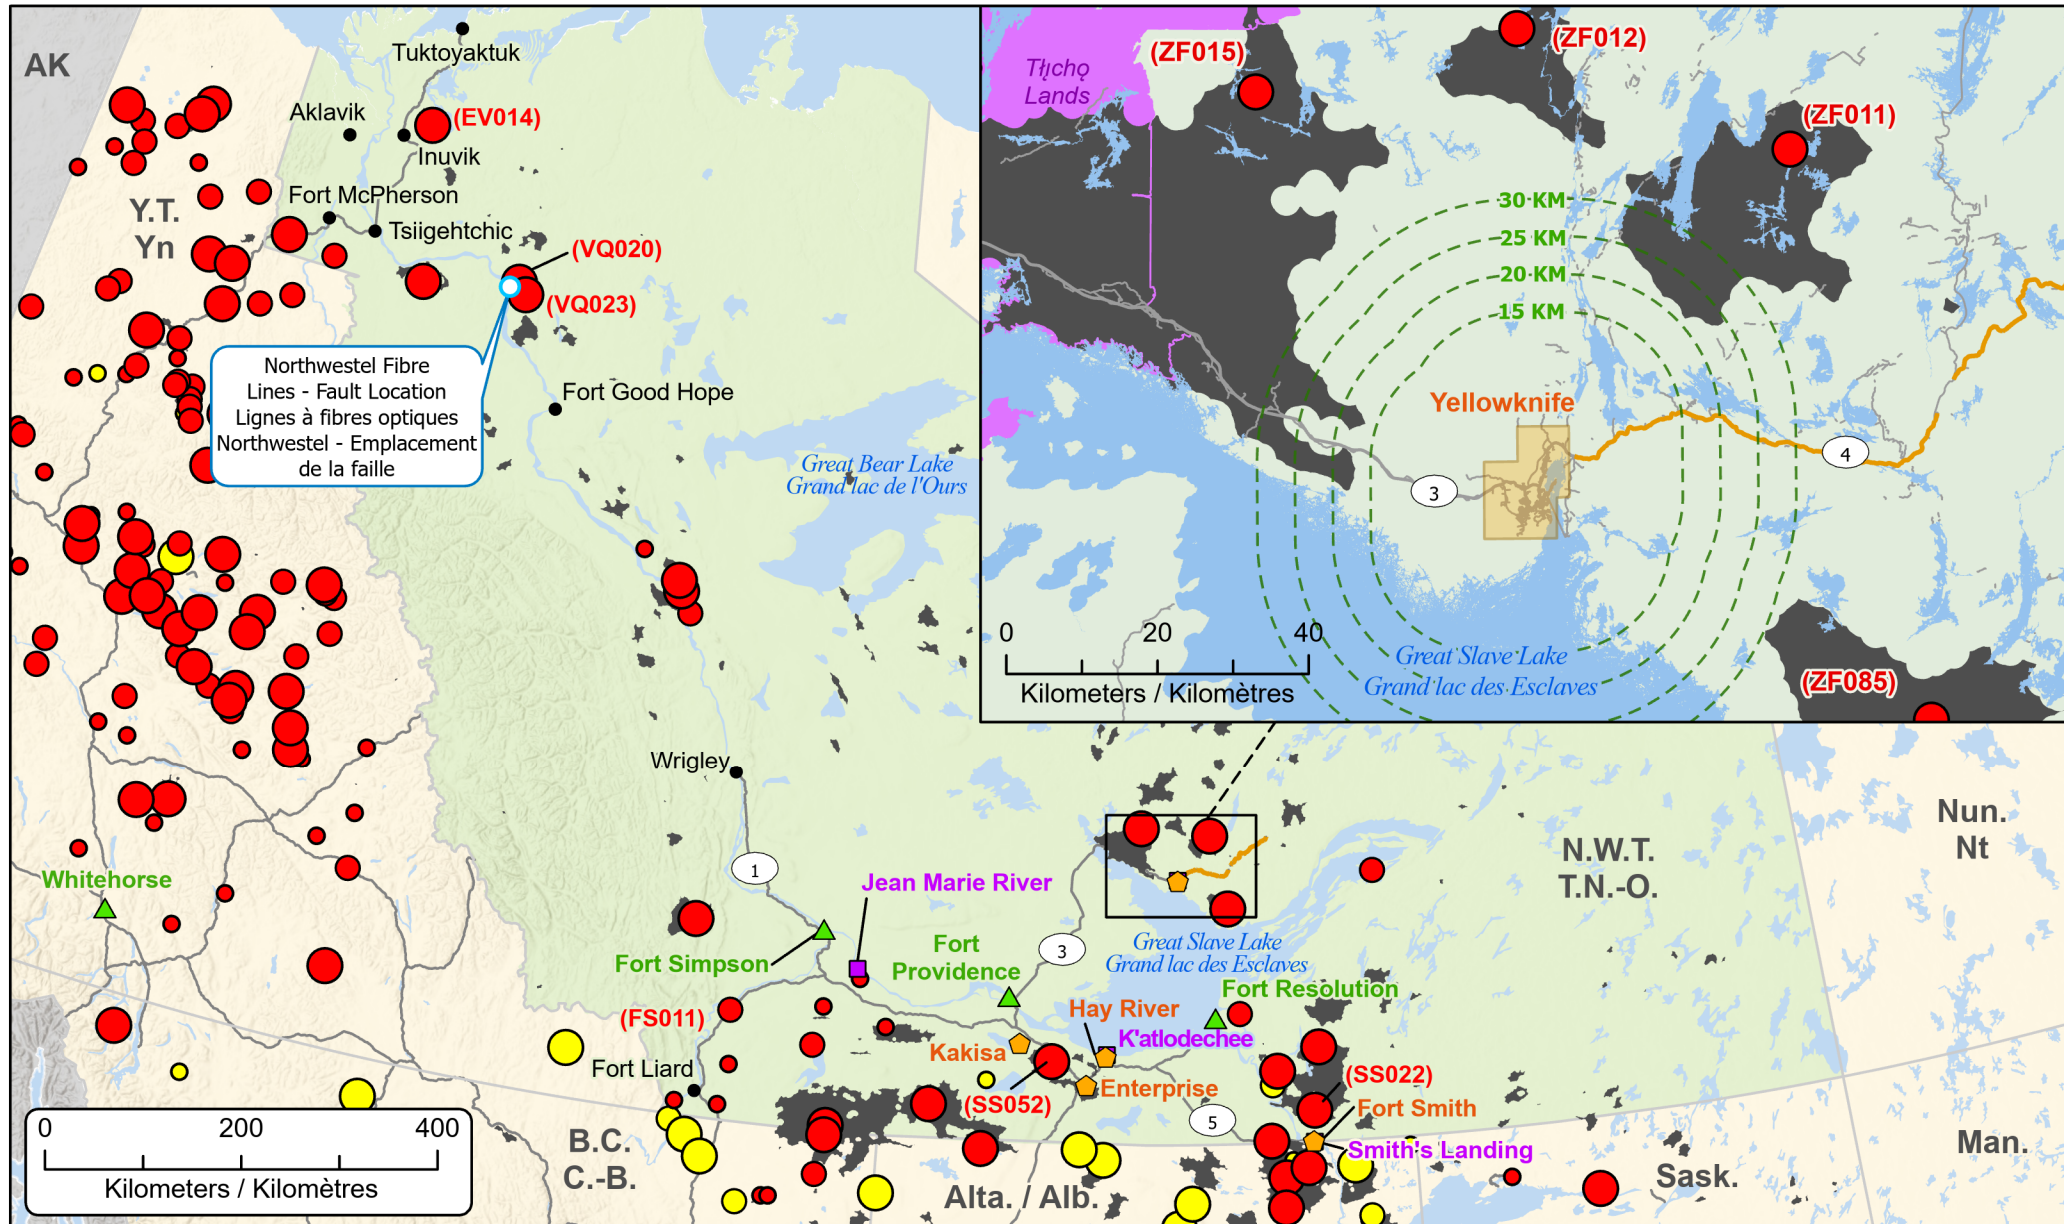 AK
Tuktoyaktuk
Aklavik
(EV014)
Inuvik
Fort McPherson
Y.T.
Yn
Tsiigehtchic
(VQ020)
(VQ023)
Northwestel Fibre
Lines - Fault Location
Lignes à fibres optiques
Northwestel - Emplacement
de la faille
Fort Good Hope
Great Bear Lake
Grand lac de l'Ours
Wrigley
1
Whitehorse
Jean Marie River
Fort Simpson
Fort
Providence
3
Great Slave Lake
Grand lac des Esclaves
Fort Resolution
(FS011)
Hay River
K'atlodechee
Kakisa
Fort Liard
Enterprise
(SS052)
(SS022)
Fort Smith
5
Smith's Landing
N.W.T.
T.N.-O.
Nun.
Nt
B.C.
C.-B.
Alta. / Alb.
Sask.
Man.
0 200 400
Kilometers / Kilomètres
Tłı̨chǫ
Lands
(ZF015)
(ZF012)
(ZF011)
30 KM
25 KM
20 KM
15 KM
Yellowknife
3
4
0 20 40
Kilometers / Kilomètres
Great Slave Lake
Grand lac des Esclaves
(ZF085)